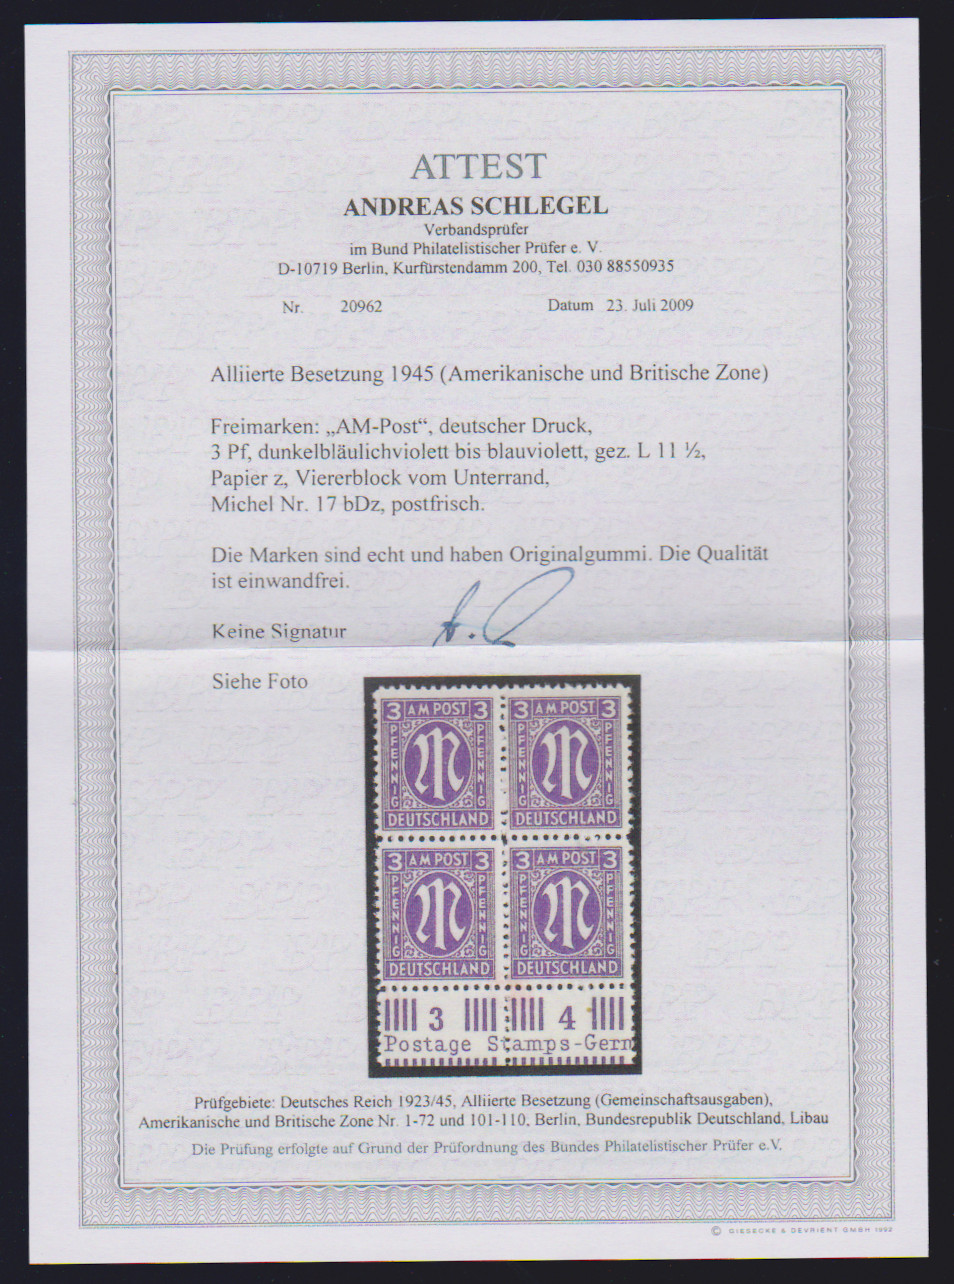 ATTEST
ANDREAS SCHLEGEL
Verbandsprüfer
im Bund Philatelistischer Prüfer e. V.
D-10719 Berlin, Kurfürstendamm 200, Tel. 030 88550935
Nr. 20962 Datum 23. Juli 2009
Alliierte Besetzung 1945 (Amerikanische und Britische Zone)
Freimarken: „AM-Post“, deutscher Druck,
3 Pf, dunkelbläulichviolett bis blauviolett, gez. L 11 ½,
Papier z, Viererblock vom Unterrand,
Michel Nr. 17 bDz, postfrisch.
Die Marken sind echt und haben Originalgummi. Die Qualität
ist einwandfrei.
Keine Signatur
Siehe Foto
3 AM POST 3 3 AM POST 3
PFENNIG M PFENNIG PFENNIG M PFENNIG
DEUTSCHLAND DEUTSCHLAND
3 AM POST 3 3 AM POST 3
PFENNIG M PFENNIG PFENNIG M PFENNIG
DEUTSCHLAND DEUTSCHLAND
3 4
Postage Stamps-Germ
Prüfgebiete: Deutsches Reich 1923/45, Alliierte Besetzung (Gemeinschaftsausgaben),
Amerikanische und Britische Zone Nr. 1-72 und 101-110, Berlin, Bundesrepublik Deutschland, Libau
Die Prüfung erfolgte auf Grund der Prüfordnung des Bundes Philatelistischer Prüfer e.V.
© GIESECKE & DEVRIENT GMBH 1992